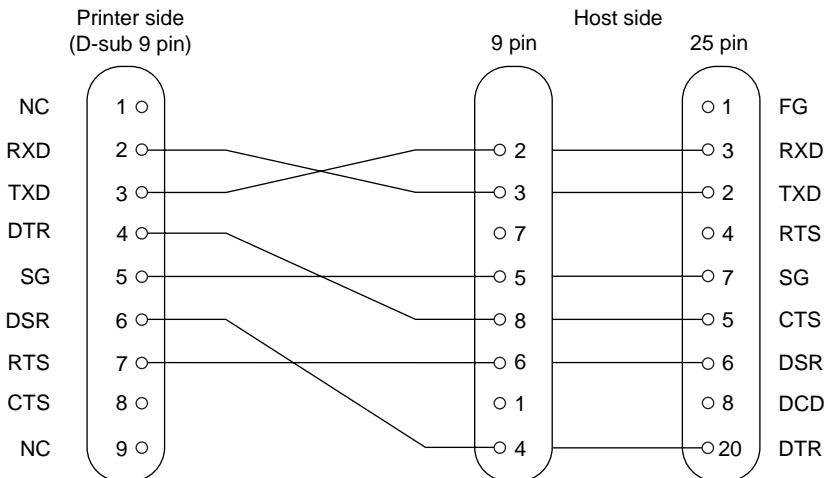 Printer side
(D-sub 9 pin)
Host side
9 pin
25 pin
NC 1 1 FG
RXD 2 2 3 RXD
TXD 3 3 2 TXD
DTR 4 7 4 RTS
SG 5 5 7 SG
DSR 6 8 5 CTS
RTS 7 6 6 DSR
CTS 8 1 8 DCD
NC 9 4 20 DTR